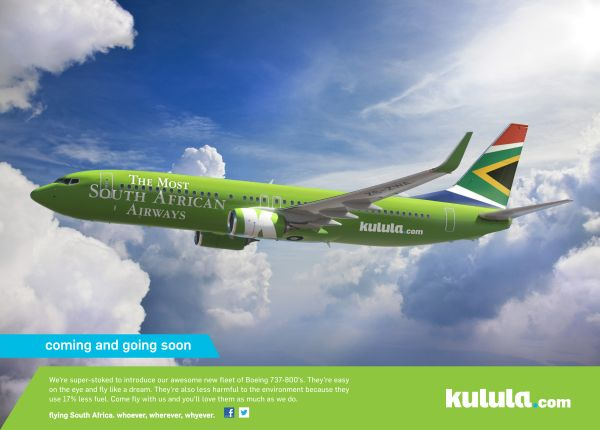 The Most
South African
Airways
kulula.com
coming and going soon
We're super-stoked to introduce our awesome new fleet of Boeing 737-800's. They're easy
on the eye and fly like a dream. They're also less harmful to the environment because they
use 17% less fuel. Come fly with us and you'll love them as much as we do.
flying South Africa. whoever, wherever, whyever.
kulula.com